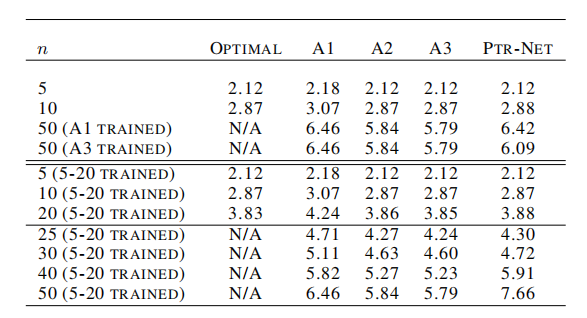 n OPTIMAL A1 A2 A3 PTR-NET
5 2.12 2.18 2.12 2.12 2.12
10 2.87 3.07 2.87 2.87 2.88
50 (A1 TRAINED) N/A 6.46 5.84 5.79 6.42
50 (A3 TRAINED) N/A 6.46 5.84 5.79 6.09
5 (5-20 TRAINED) 2.12 2.18 2.12 2.12 2.12
10 (5-20 TRAINED) 2.87 3.07 2.87 2.87 2.87
20 (5-20 TRAINED) 3.83 4.24 3.86 3.85 3.88
25 (5-20 TRAINED) N/A 4.71 4.27 4.24 4.30
30 (5-20 TRAINED) N/A 5.11 4.63 4.60 4.72
40 (5-20 TRAINED) N/A 5.82 5.27 5.23 5.91
50 (5-20 TRAINED) N/A 6.46 5.84 5.79 7.66